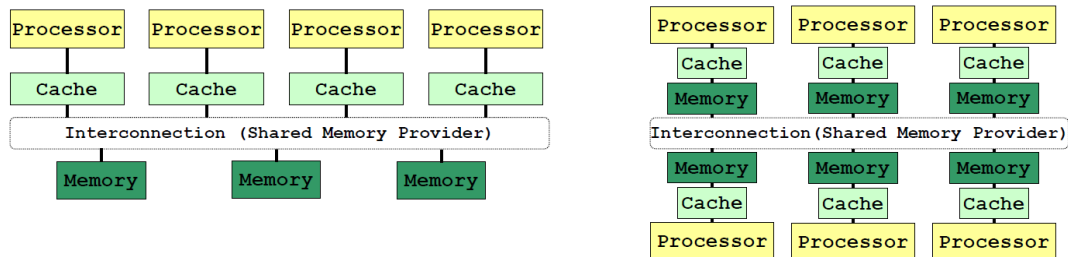 Processor Processor Processor Processor
Cache Cache Cache Cache
Interconnection (Shared Memory Provider)
Memory Memory Memory
Processor Processor Processor
Cache Cache Cache
Memory Memory Memory
Interconnection(Shared Memory Provider)
Memory Memory Memory
Cache Cache Cache
Processor Processor Processor